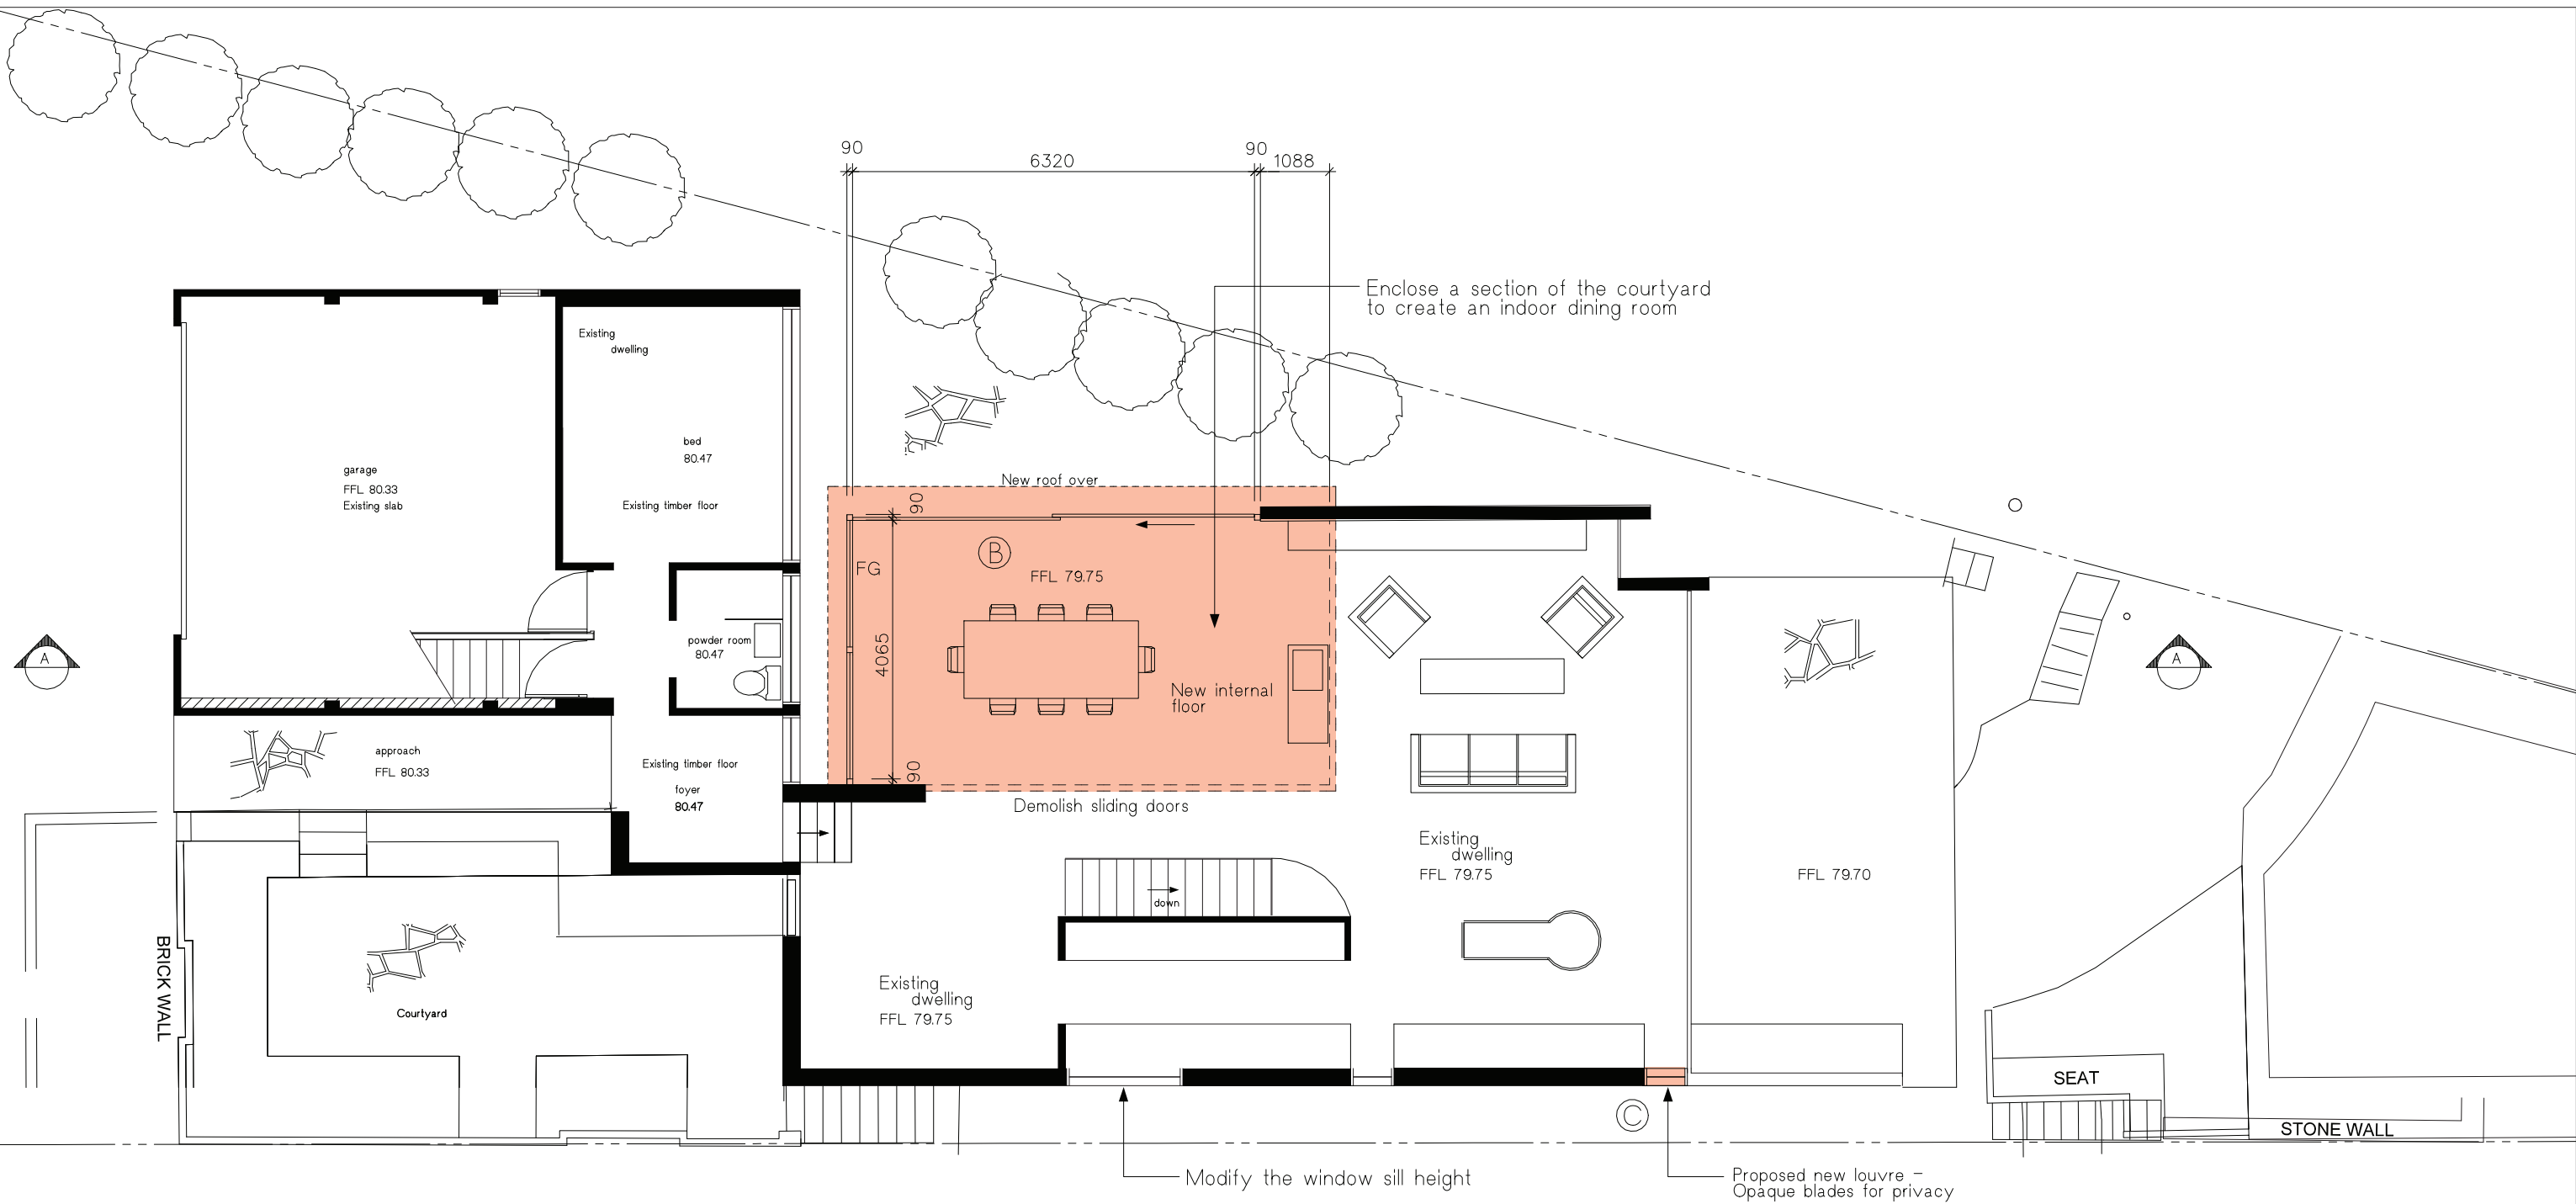 90
6320
90
1088
Enclose a section of the courtyard
to create an indoor dining room
Existing
dwelling
bed
80.47
garage
FFL 80.33
Existing slab
Existing timber floor
New roof over
90
B
FG
FFL 79.75
4065
powder room
80.47
A
A
New internal
floor
approach
FFL 80.33
Existing timber floor
foyer
80.47
90
Demolish sliding doors
Existing
dwelling
FFL 79.75
FFL 79.70
down
BRICK WALL
Courtyard
Existing
dwelling
FFL 79.75
SEAT
C
STONE WALL
Modify the window sill height
Proposed new louvre –
Opaque blades for privacy